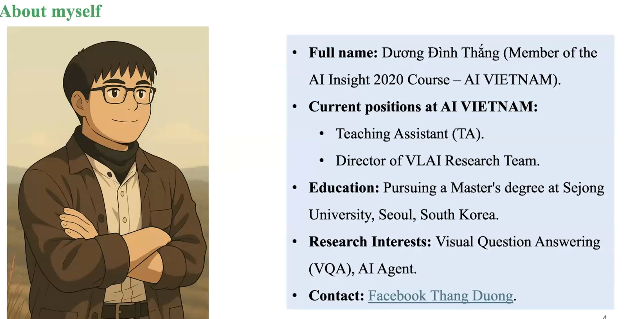 About myself
• Full name: Dương Đình Thắng (Member of the
AI Insight 2020 Course – AI VIETNAM).
• Current positions at AI VIETNAM:
• Teaching Assistant (TA).
• Director of VLAI Research Team.
• Education: Pursuing a Master's degree at Sejong
University, Seoul, South Korea.
• Research Interests: Visual Question Answering
(VQA), AI Agent.
• Contact: Facebook Thang Duong.